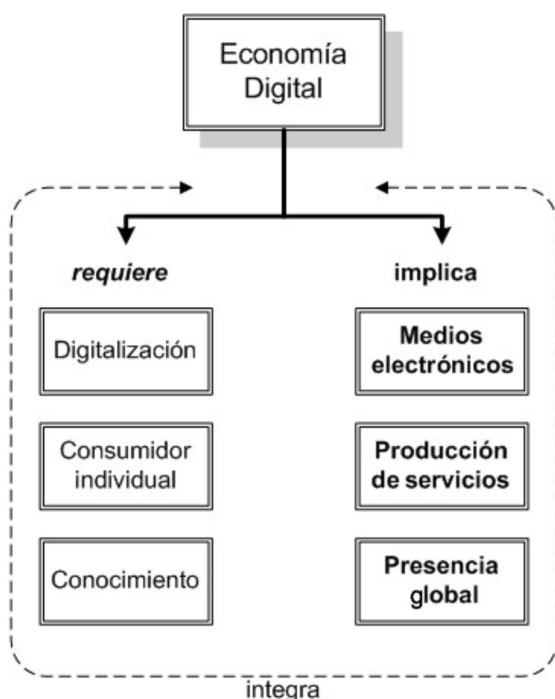 Economía
Digital
requiere
implica
Digitalización
Medios
electrónicos
Consumidor
individual
Producción
de servicios
Conocimiento
Presencia
global
integra